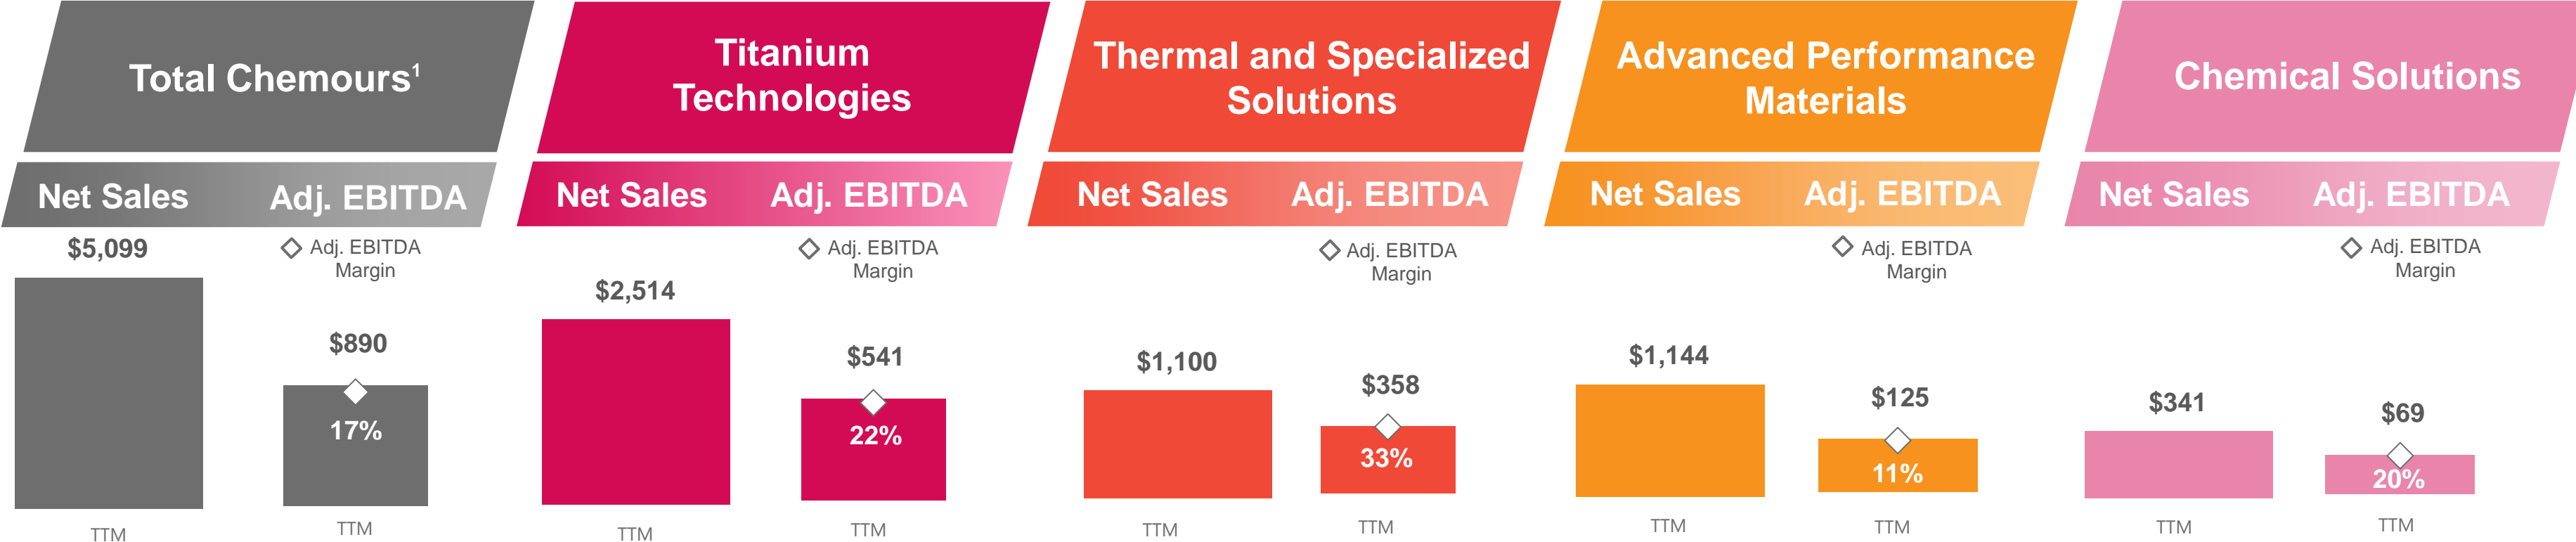 Total Chemours¹
Net Sales Adj. EBITDA
$5,099
Adj. EBITDA
Margin
$890
17%
TTM
TTM
Titanium
Technologies
Net Sales Adj. EBITDA
Adj. EBITDA
Margin
$2,514
$541
22%
TTM
TTM
Thermal and Specialized
Solutions
Net Sales Adj. EBITDA
Adj. EBITDA
Margin
$1,100
$358
33%
TTM
TTM
Advanced Performance
Materials
Net Sales Adj. EBITDA
Adj. EBITDA
Margin
$1,144
$125
11%
TTM
TTM
Chemical Solutions
Net Sales Adj. EBITDA
Adj. EBITDA
Margin
$341
$69
20%
TTM
TTM